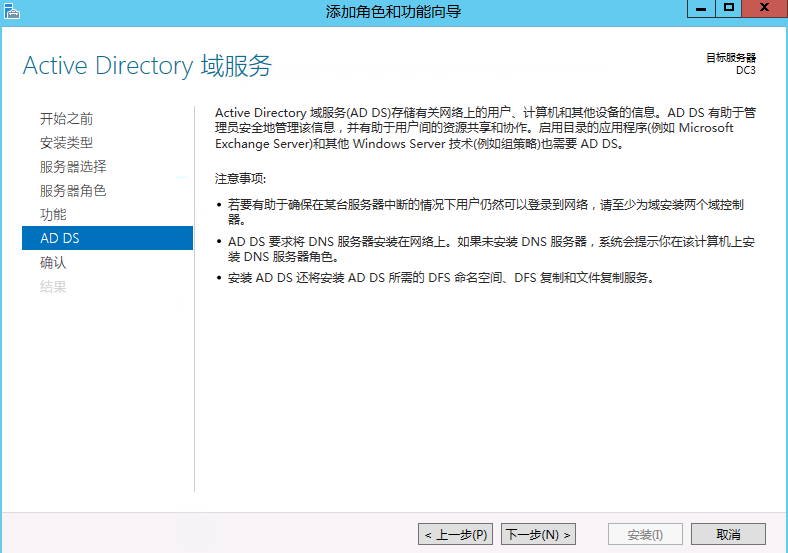 添加角色和功能向导
Active Directory 域服务
目标服务器
DC3
开始之前
安装类型
服务器选择
服务器角色
功能
AD DS
确认
结果
Active Directory 域服务(AD DS)存储有关网络上的用户、计算机和其他设备的信息。AD DS 有助于管
理员安全地管理该信息，并有助于用户间的资源共享和协作。启用目录的应用程序(例如 Microsoft
Exchange Server)和其他 Windows Server 技术(例如组策略)也需要 AD DS。
注意事项:
• 若要有助于确保在某台服务器中断的情况下用户仍然可以登录到网络，请至少为域安装两个域控制
器。
• AD DS 要求将 DNS 服务器安装在网络上。如果未安装 DNS 服务器，系统会提示你在该计算机上安
装 DNS 服务器角色。
• 安装 AD DS 还将安装 AD DS 所需的 DFS 命名空间、DFS 复制和文件复制服务。
< 上一步(P)
下一步(N) >
安装(I)
取消